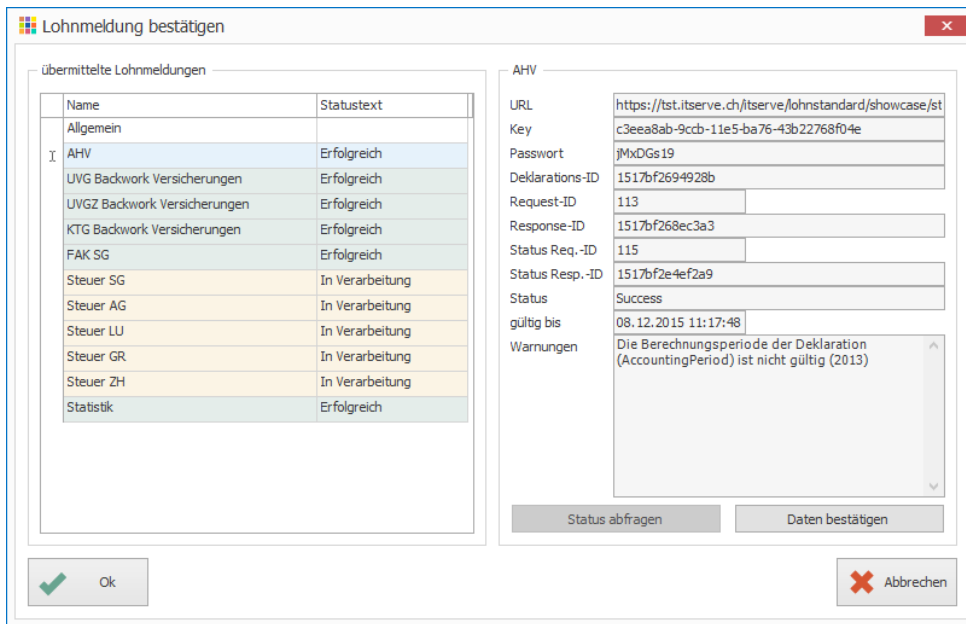 Lohnmeldung bestätigen
übermittelte Lohnmeldungen
Name Statustext
Allgemein
AHV Erfolgreich
UVG Backwork Versicherungen Erfolgreich
UVGZ Backwork Versicherungen Erfolgreich
KTG Backwork Versicherungen Erfolgreich
FAK SG Erfolgreich
Steuer SG In Verarbeitung
Steuer AG In Verarbeitung
Steuer LU In Verarbeitung
Steuer GR In Verarbeitung
Steuer ZH In Verarbeitung
Statistik Erfolgreich
AHV
URL https://tst.itserve.ch/itserve/lohnstandard/showcase/st
Key c3eea8ab-9ccb-11e5-ba76-43b22768f04e
Passwort jMxDGs19
Deklarations-ID 1517bf2694928b
Request-ID 113
Response-ID 1517bf268ec3a3
Status Req.-ID 115
Status Resp.-ID 1517bf2e4ef2a9
Status Success
gültig bis 08.12.2015 11:17:48
Warnungen Die Berechnungsperiode der Deklaration
(AccountingPeriod) ist nicht gültig (2013)
Status abfragen Daten bestätigen
Ok Abbrechen